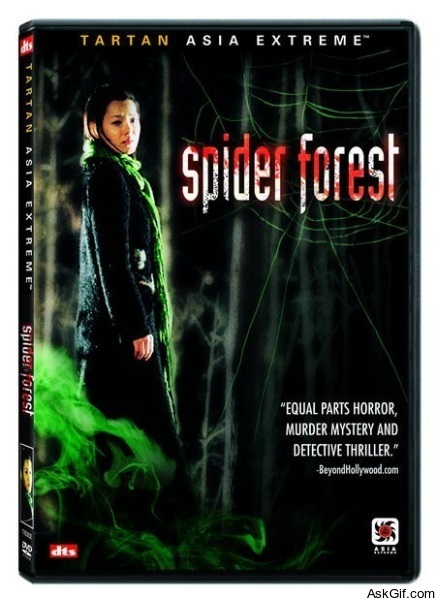 TARTAN ASIA EXTREME™
spider forest
"EQUAL PARTS HORROR,
MURDER MYSTERY AND
DETECTIVE THRILLER."
-BeyondHollywood.com
dts
ASIA
EXTREME
dts
TARTAN ASIA EXTREME™
spider forest
DVD
AskGif.com